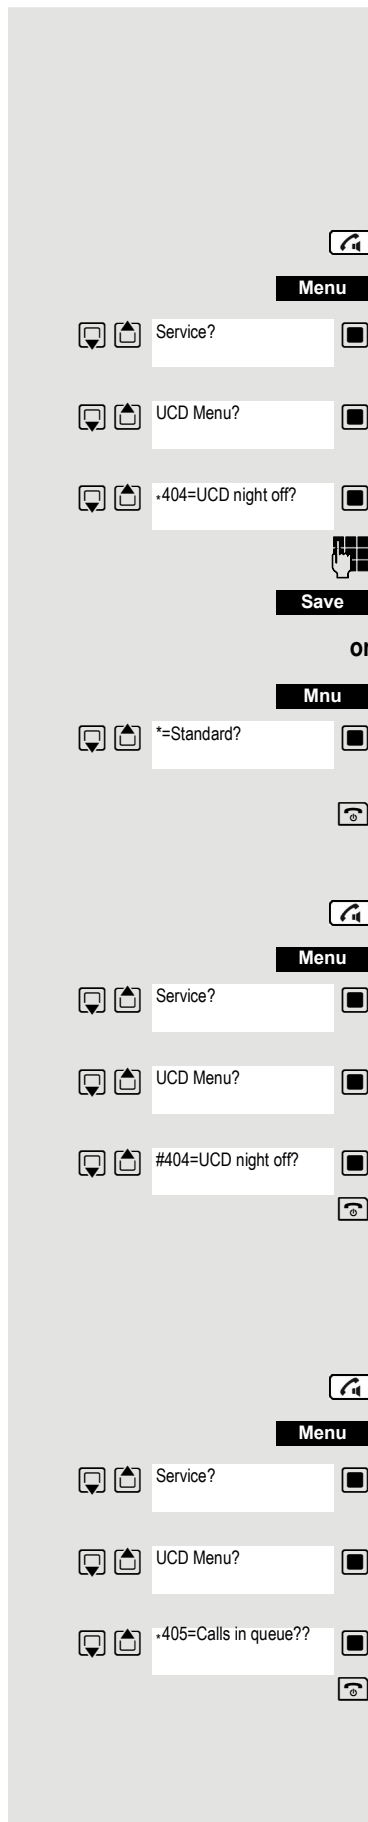 Menu
Service?
UCD Menu?
*404=UCD night off?
Save
or
Mnu
*=Standard?
Menu
Service?
UCD Menu?
#404=UCD night off?
Menu
Service?
UCD Menu?
*405=Calls in queue??